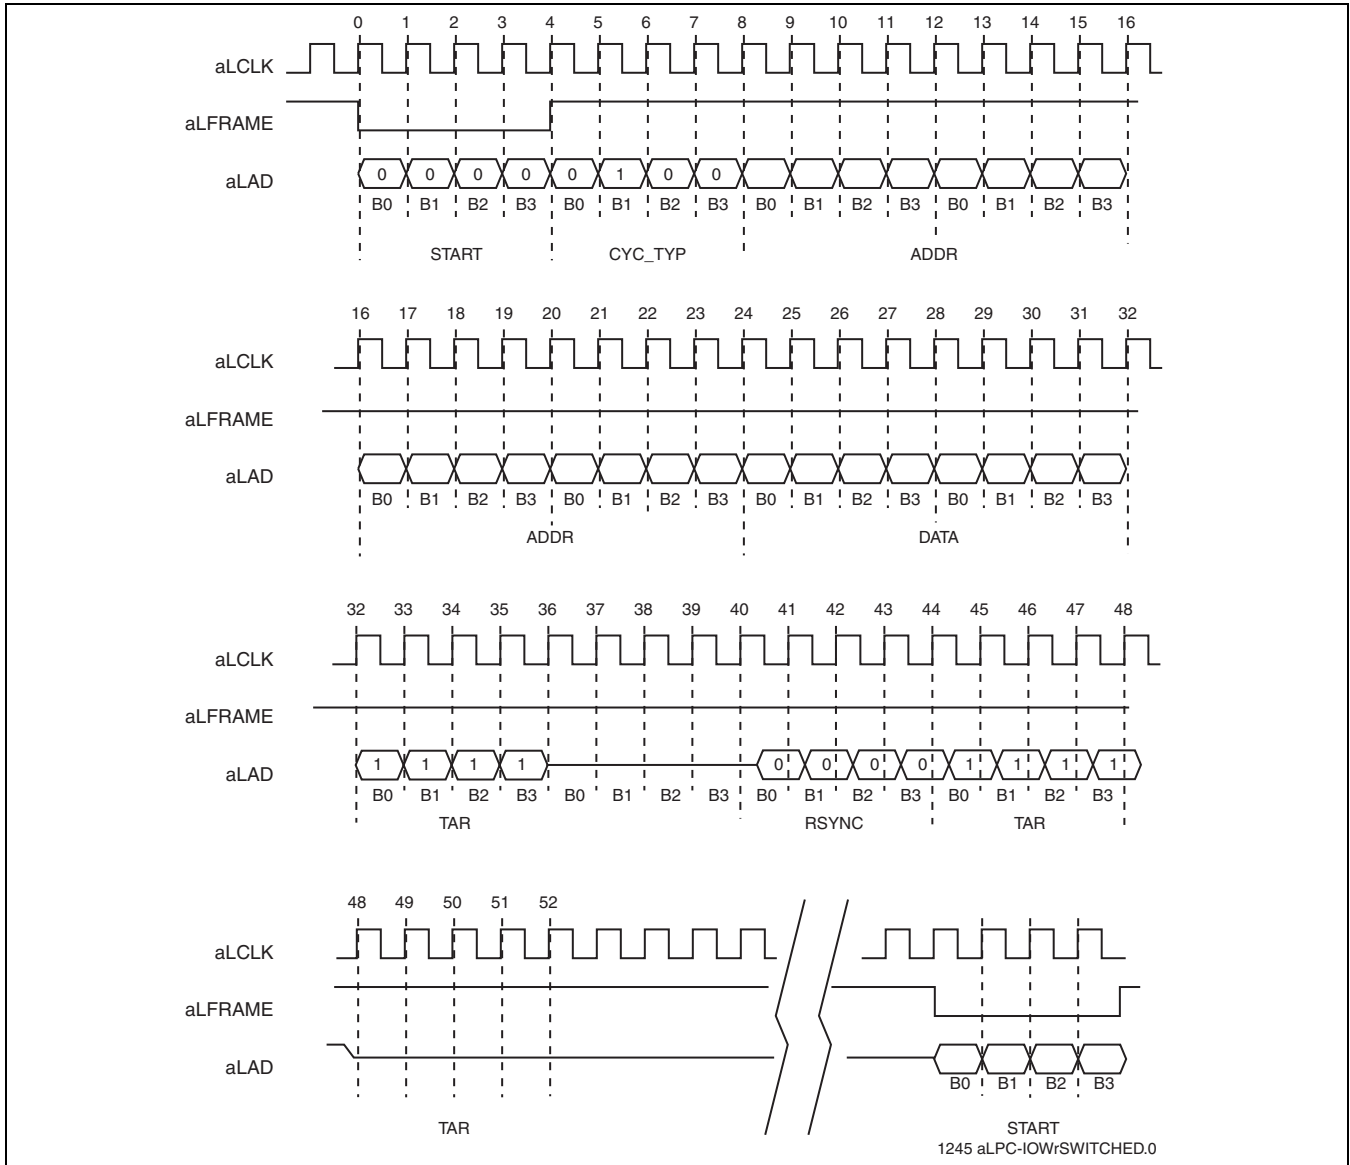 0 1 2 3 4 5 6 7 8 9 10 11 12 13 14 15 16
aLCLK
aLFRAME
aLAD
0 0 0 0 0 1 0 0
B0 B1 B2 B3 B0 B1 B2 B3 B0 B1 B2 B3 B0 B1 B2 B3
START CYC_TYP ADDR
16 17 18 19 20 21 22 23 24 25 26 27 28 29 30 31 32
aLCLK
aLFRAME
aLAD
B0 B1 B2 B3 B0 B1 B2 B3 B0 B1 B2 B3 B0 B1 B2 B3
ADDR DATA
32 33 34 35 36 37 38 39 40 41 42 43 44 45 46 47 48
aLCLK
aLFRAME
aLAD
1 1 1 1 0 0 0 0 1 1 1 1
B0 B1 B2 B3 B0 B1 B2 B3 B0 B1 B2 B3 B0 B1 B2 B3
TAR RSYNC TAR
48 49 50 51 52
aLCLK
aLFRAME
aLAD
B0 B1 B2 B3
TAR START
1245 aLPC-IOWrSWITCHED.0